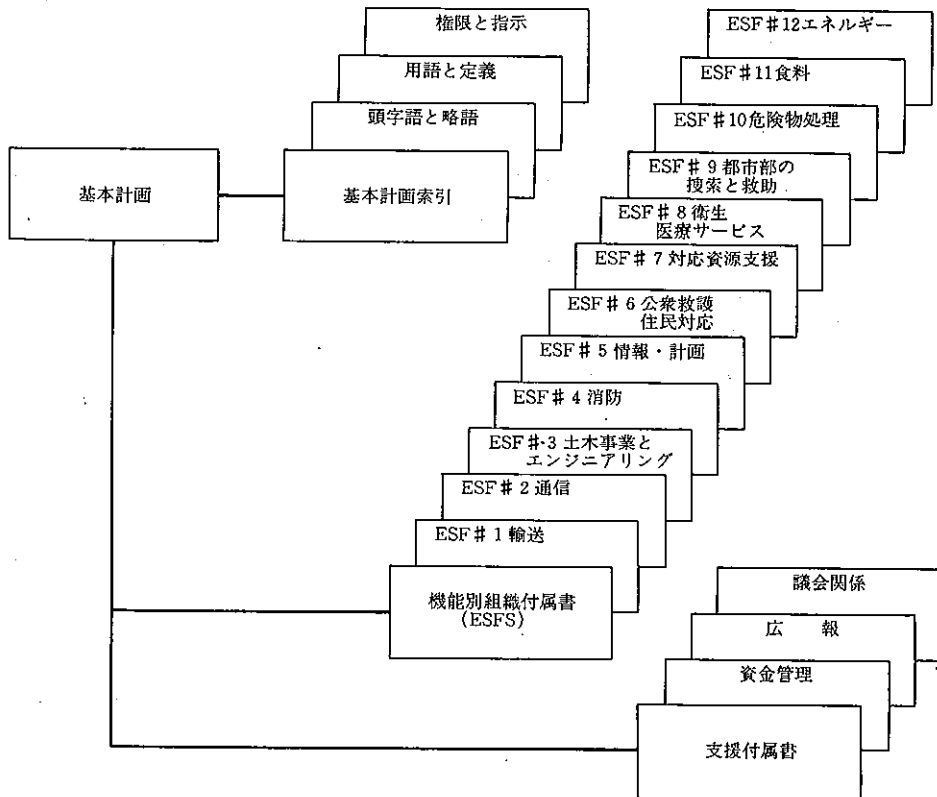 権限と指示
用語と定義
頭字語と略語
基本計画索引
基本計画
ESF♯12エネルギー
ESF♯11食料
ESF♯10危険物処理
ESF♯9都市部の
捜索と救助
ESF♯8衛生
医療サービス
ESF♯7対応資源支援
ESF♯6公衆救護
住民対応
ESF♯5情報・計画
ESF♯4消防
ESF♯3土木事業と
エンジニアリング
ESF♯2通信
ESF♯1輸送
機能別組織付属書
(ESFS)
議会関係
広　報
資金管理
支援付属書